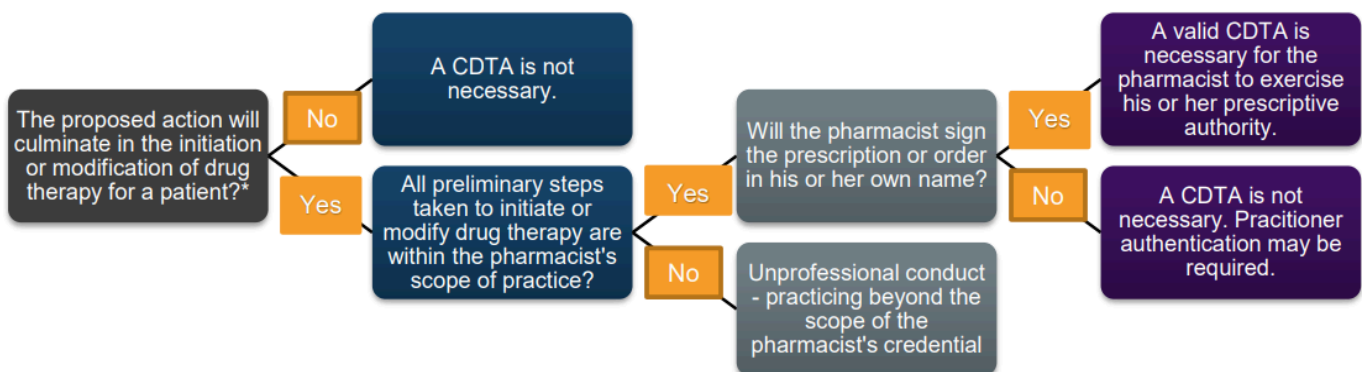 The proposed action will
culminate in the initiation
or modification of drug
therapy for a patient?*
No
A CDTA is not
necessary.
Yes
All preliminary steps
taken to initiate or
modify drug therapy are
within the pharmacist's
scope of practice?
Yes
Will the pharmacist sign
the prescription or order
in his or her own name?
No
Unprofessional conduct
- practicing beyond the
scope of the
pharmacist's credential
Yes
A valid CDTA is
necessary for the
pharmacist to exercise
his or her prescriptive
authority.
No
A CDTA is not
necessary. Pracitioner
authentication may be
required.